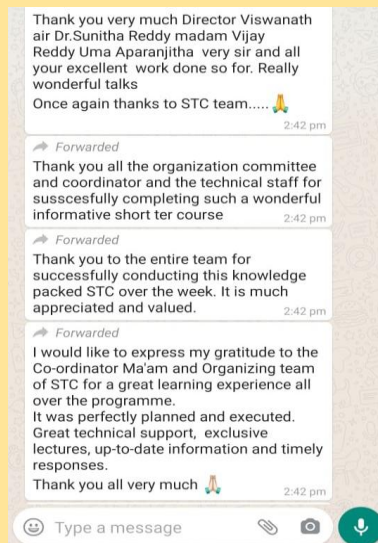 Thank you very much Director Viswanath
air Dr.Sunitha Reddy madam Vijay
Reddy Uma Aparanjitha  very sir and all
your excellent  work done so for. Really
wonderful talks
Once again thanks to STC team..... 🙏
2:42 pm
Forwarded
Thank you all the organization committee
and coordinator and the technical staff for
susscesfully completing such a wonderful
informative short ter course
2:42 pm
Forwarded
Thank you to the entire team for
successfully conducting this knowledge
packed STC over the week. It is much
appreciated and valued.
2:42 pm
Forwarded
I would like to express my gratitude to the
Co-ordinator Ma'am and Organizing team
of STC for a great learning experience all
over the programme.
It was perfectly planned and executed.
Great technical support,  exclusive
lectures, up-to-date information and timely
responses.
Thank you all very much 🙏
2:42 pm
Type a message